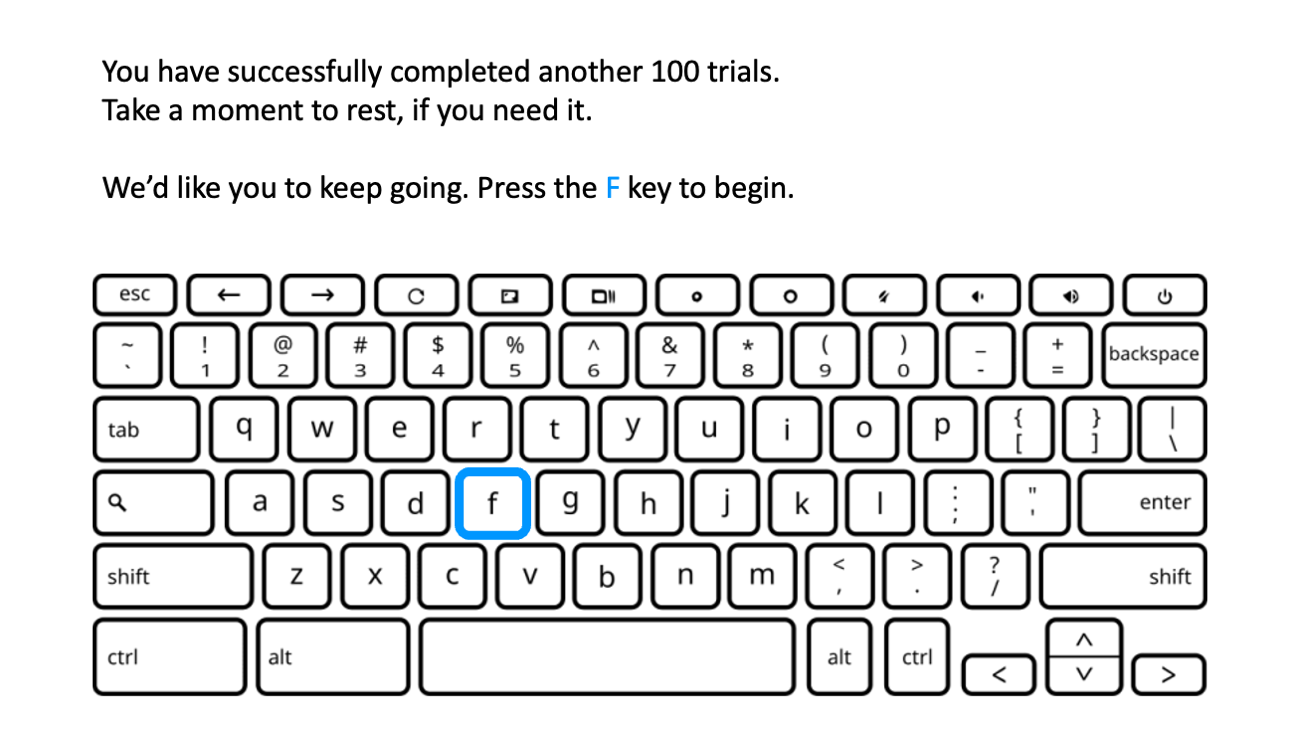 You have successfully completed another 100 trials.
Take a moment to rest, if you need it.
We’d like you to keep going. Press the F key to begin.
esc
~ ! @ # $ % ^ & * ( ) _ +
` 1 2 3 4 5 6 7 8 9 0 - = backspace
tab q w e r t y u i o p { } |
[ ] \
a s d f g h j k l : " enter
; '
shift z x c v b n m < > ? shift
, . /
ctrl alt alt ctrl < ^ v >